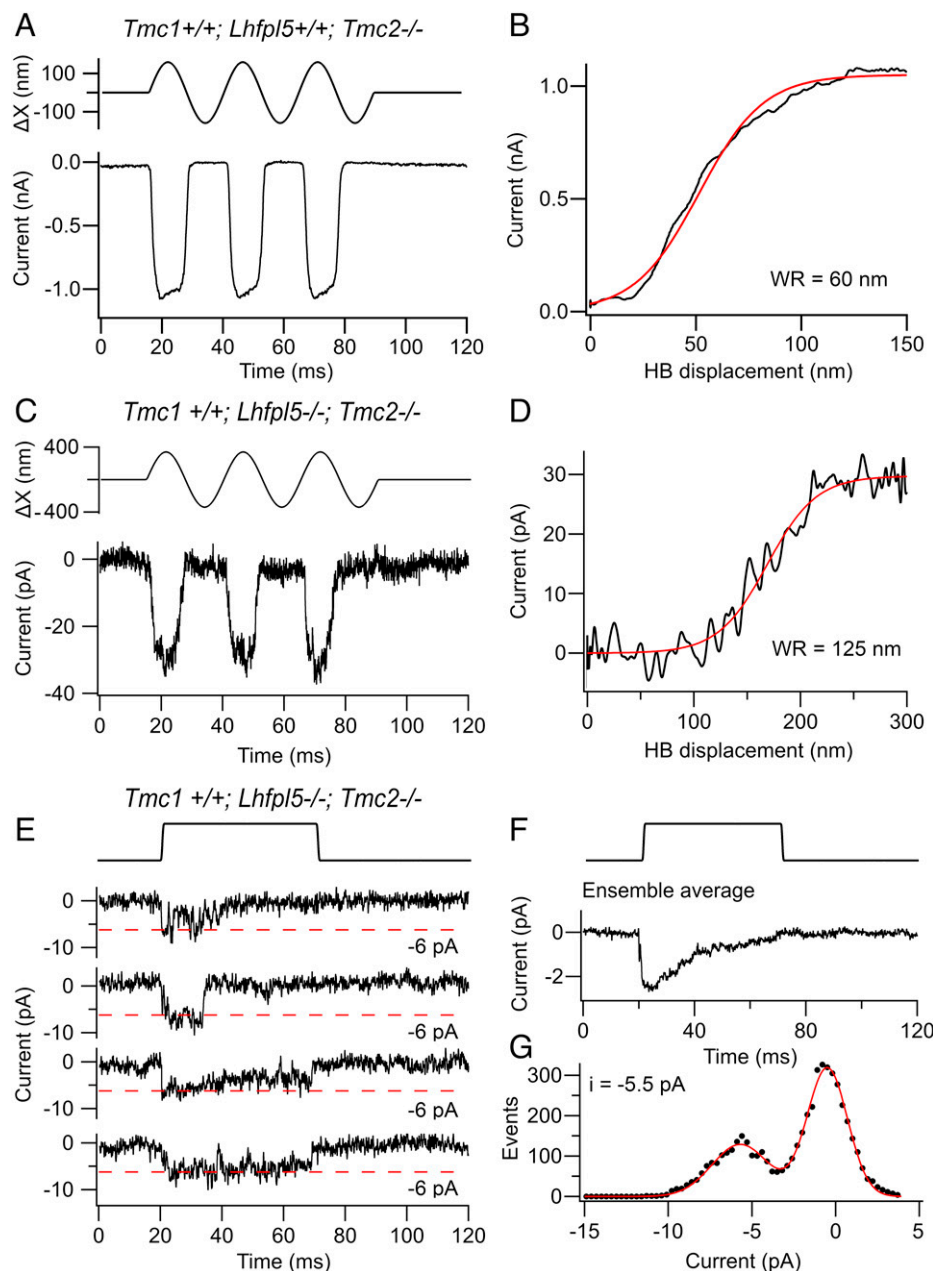 A
Tmc1+/+; Lhfpl5+/+; Tmc2-/-
ΔX (nm)
100
-100
Current (nA)
0.0
-0.5
-1.0
0 20 40 60 80 100 120
Time (ms)
B
Current (nA)
1.0
0.5
0.0
WR = 60 nm
0 50 100 150
HB displacement (nm)
C
Tmc1 +/+; Lhfpl5-/-; Tmc2-/-
ΔX (nm)
400
0
- 400
Current (pA)
0
-20
-40
0 20 40 60 80 100 120
Time (ms)
D
Current (pA)
30
20
10
0
WR = 125 nm
0 100 200 300
HB displacement (nm)
Tmc1 +/+; Lhfpl5-/-; Tmc2-/-
E
Current (pA)
0
-10
-6 pA
0
-10
-6 pA
0
-10
-6 pA
0
-10
-6 pA
0 20 40 60 80 100 120
Time (ms)
F
Ensemble average
Current (pA)
0
-2
0 40 80 120
Time (ms)
G
i = -5.5 pA
Events
300
200
100
0
-15 -10 -5 0 5
Current (pA)